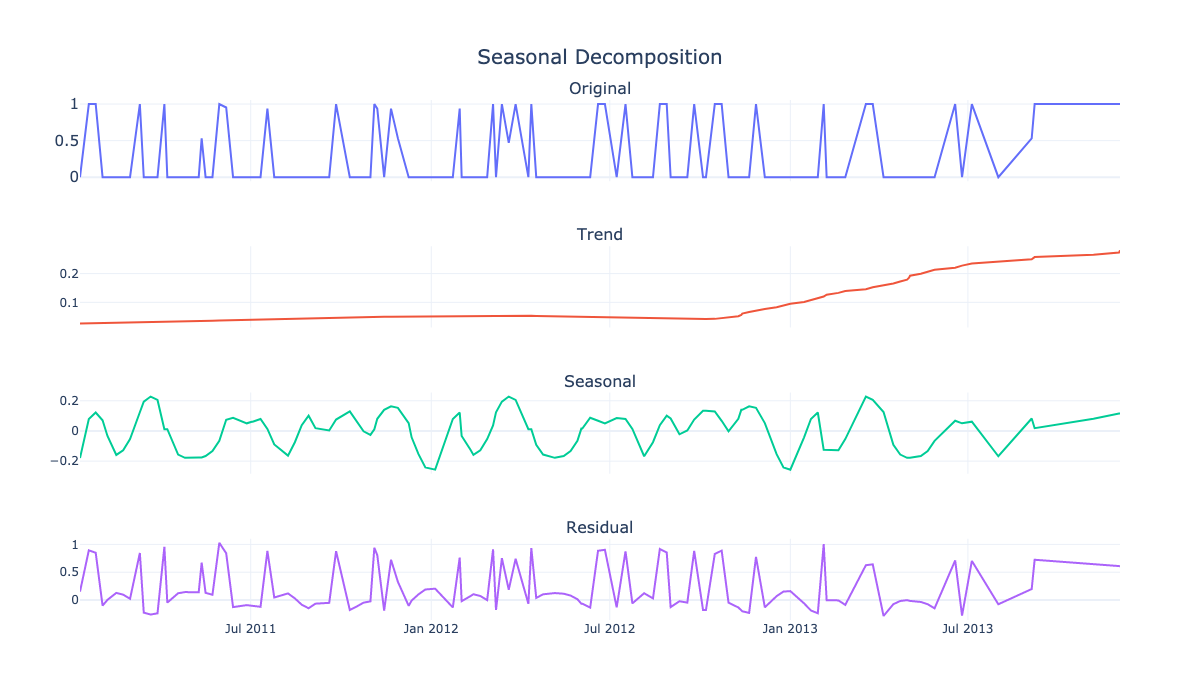 Seasonal Decomposition
Original
1
0.5
0
Trend
0.2
0.1
Seasonal
0.2
0
−0.2
Residual
1
0.5
0
Jul 2011
Jan 2012
Jul 2012
Jan 2013
Jul 2013